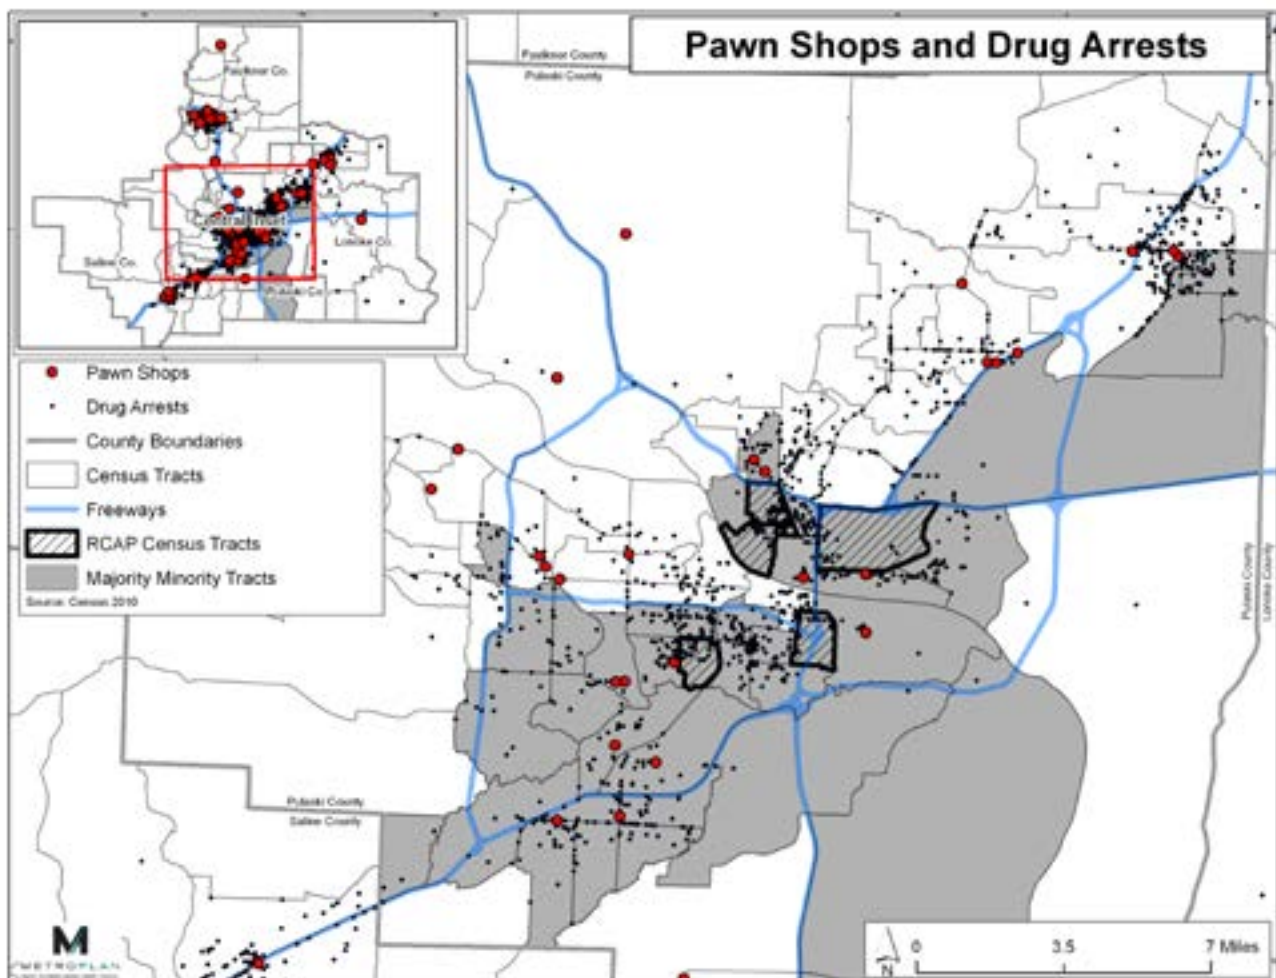 Pawn Shops and Drug Arrests
Faulkner County
Pulaski County
Faulkner Co.
Central Inset
Lonoke Co.
Saline Co.
Pulaski Co.
Pawn Shops
Drug Arrests
County Boundaries
Census Tracts
Freeways
RCAP Census Tracts
Majority Minority Tracts
Source: Census 2010
Pulaski County
Lonoke County
Pulaski County
Saline County
M
METROPLAN
N
0 3.5 7 Miles